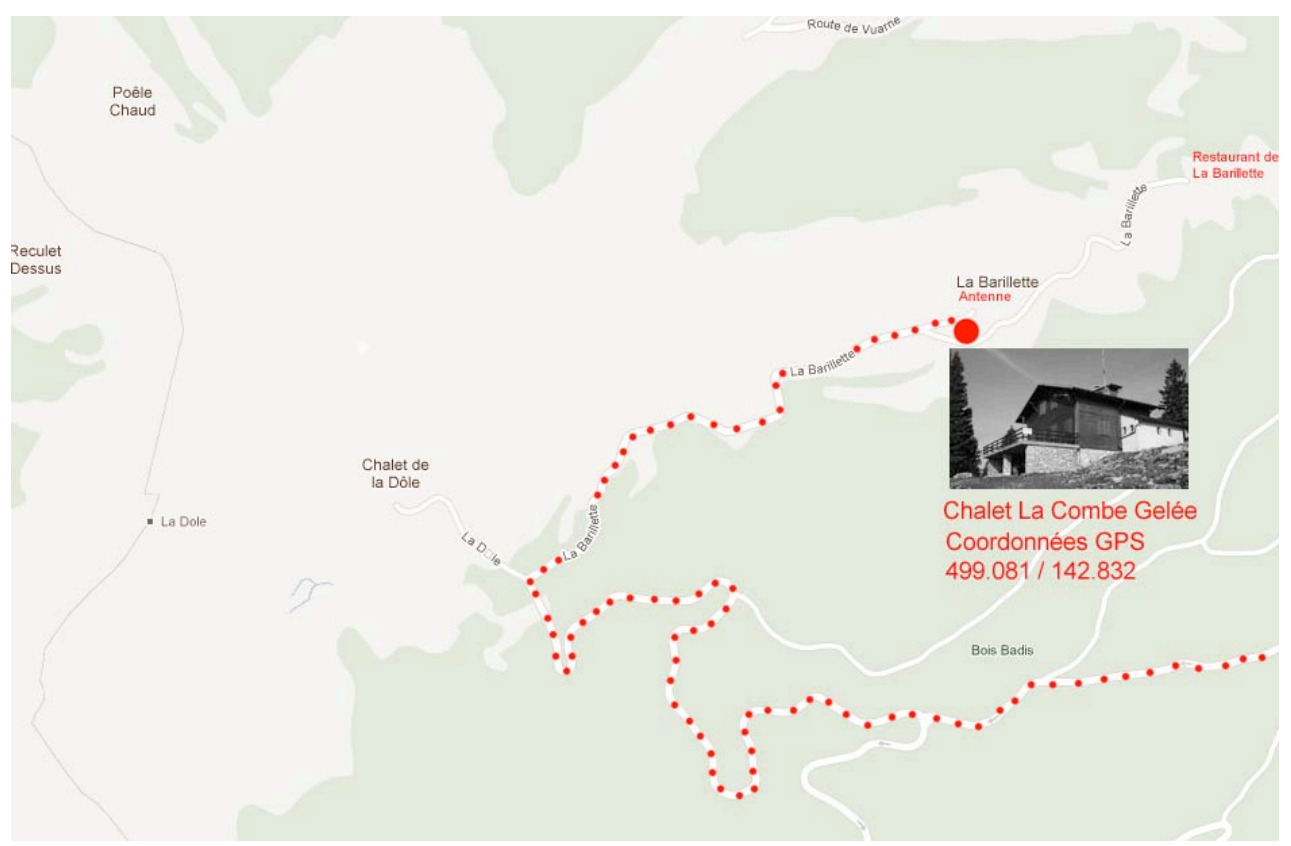 Route de Vuarne
Poêle
Chaud
Restaurant de
La Barillette
La Barillette
Reculet
Dessus
La Barillette
Antenne
La Barillette
Chalet de
la Dôle
La Dole
La D□le
La Barillette
Chalet La Combe Gelée
Coordonnées GPS
499.081 / 142.832
Bois Badis